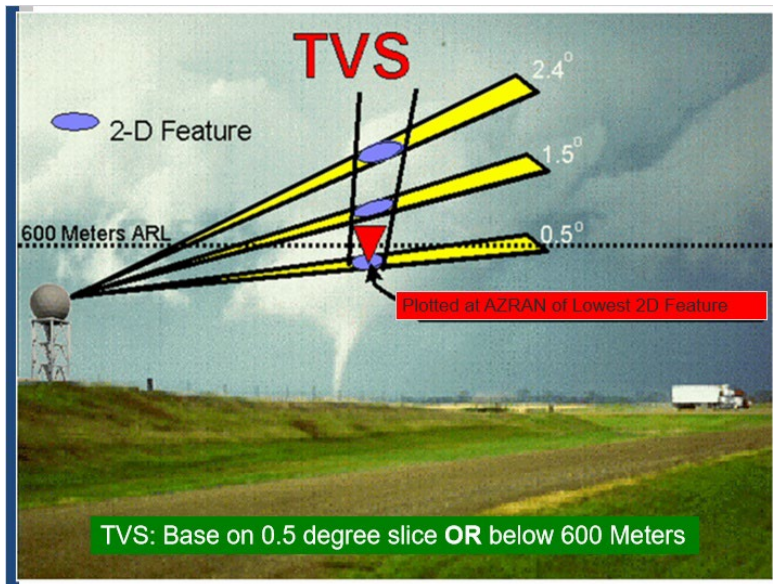 TVS
2.4°
2-D Feature
1.5°
600 Meters ARL
0.5°
Plotted at AZRAN of Lowest 2D Feature
TVS: Base on 0.5 degree slice OR below 600 Meters